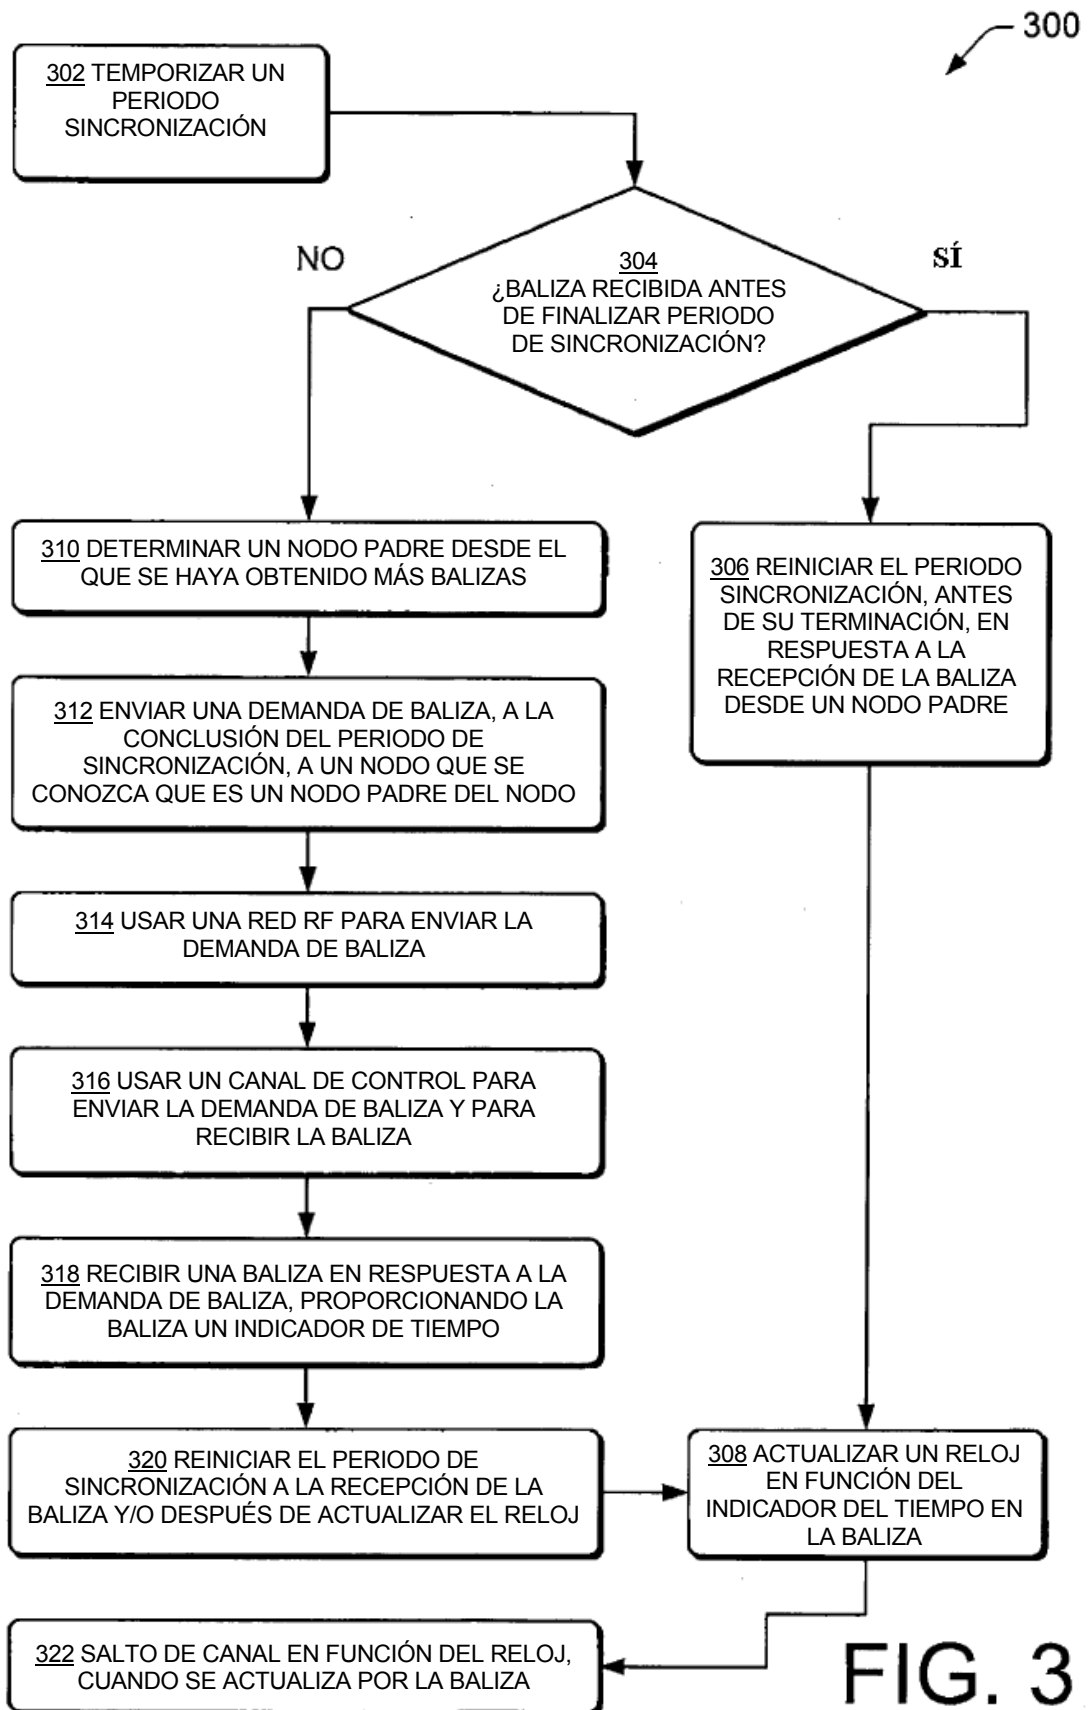 300
302 TEMPORIZAR UN
PERIODO
SINCRONIZACIÓN
NO
SÍ
304
¿BALIZA RECIBIDA ANTES
DE FINALIZAR PERIODO
DE SINCRONIZACIÓN?
310 DETERMINAR UN NODO PADRE DESDE EL
QUE SE HAYA OBTENIDO MÁS BALIZAS
306 REINICIAR EL PERIODO
SINCRONIZACIÓN, ANTES
DE SU TERMINACIÓN, EN
RESPUESTA A LA
RECEPCIÓN DE LA BALIZA
DESDE UN NODO PADRE
312 ENVIAR UNA DEMANDA DE BALIZA, A LA
CONCLUSIÓN DEL PERIODO DE
SINCRONIZACIÓN, A UN NODO QUE SE
CONOZCA QUE ES UN NODO PADRE DEL NODO
314 USAR UNA RED RF PARA ENVIAR LA
DEMANDA DE BALIZA
316 USAR UN CANAL DE CONTROL PARA
ENVIAR LA DEMANDA DE BALIZA Y PARA
RECIBIR LA BALIZA
318 RECIBIR UNA BALIZA EN RESPUESTA A LA
DEMANDA DE BALIZA, PROPORCIONANDO LA
BALIZA UN INDICADOR DE TIEMPO
320 REINICIAR EL PERIODO DE
SINCRONIZACIÓN A LA RECEPCIÓN DE LA
BALIZA Y/O DESPUÉS DE ACTUALIZAR EL RELOJ
308 ACTUALIZAR UN RELOJ
EN FUNCIÓN DEL
INDICADOR DEL TIEMPO EN
LA BALIZA
322 SALTO DE CANAL EN FUNCIÓN DEL RELOJ,
CUANDO SE ACTUALIZA POR LA BALIZA
FIG. 3